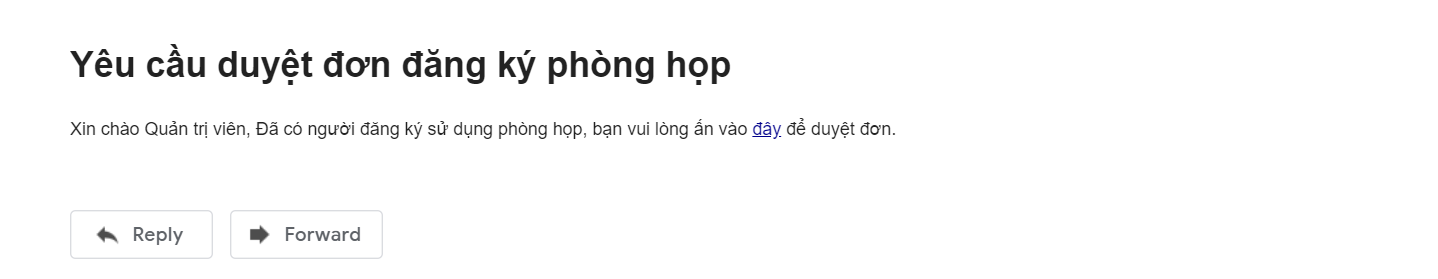 Yêu cầu duyệt đơn đăng ký phòng họp
Xin chào Quản trị viên, Đã có người đăng ký sử dụng phòng họp, bạn vui lòng ấn vào đây để duyệt đơn.
Reply Forward